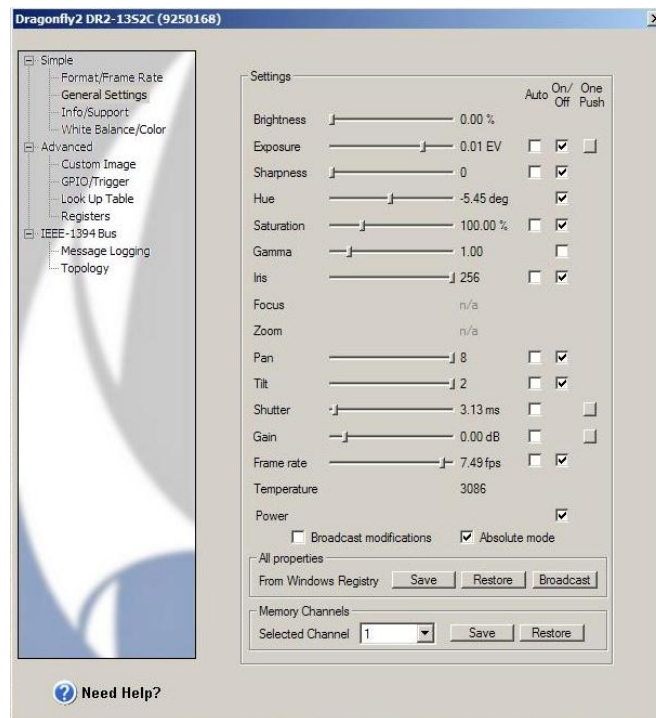 Dragonfly2 DR2-13S2C (9250168)
Simple
Format/Frame Rate
General Settings
Info/Support
White Balance/Color
Advanced
Custom Image
GPIO/Trigger
Look Up Table
Registers
IEEE-1394 Bus
Message Logging
Topology
Need Help?
Settings
Auto On/Off One Push
Brightness 0.00 %
Exposure 0.01 EV
Sharpness 0
Hue -5.45 deg
Saturation 100.00 %
Gamma 1.00
Iris 256
Focus n/a
Zoom n/a
Pan 8
Tilt 2
Shutter 3.13 ms
Gain 0.00 dB
Frame rate 7.49 fps
Temperature 3086
Power
Broadcast modifications Absolute mode
All properties
From Windows Registry Save Restore Broadcast
Memory Channels
Selected Channel 1 Save Restore